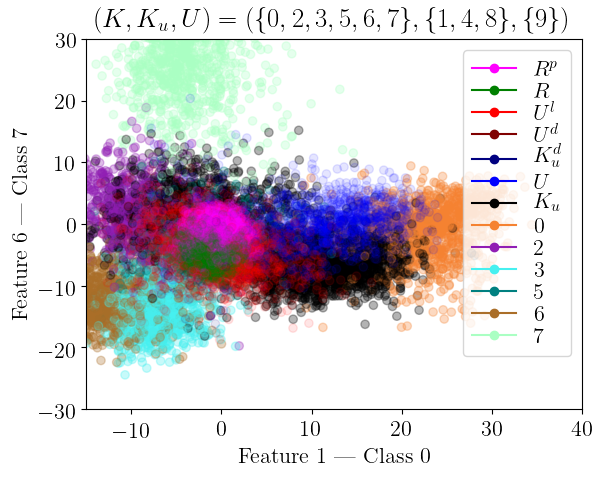 (K, K_u, U) = ({0, 2, 3, 5, 6, 7}, {1, 4, 8}, {9})
30
20
10
0
−10
−20
−30
Feature 6 — Class 7
R^p
R
U^l
U^d
K_u^d
U
K_u
0
2
3
5
6
7
−10
0
10
20
30
40
Feature 1 — Class 0